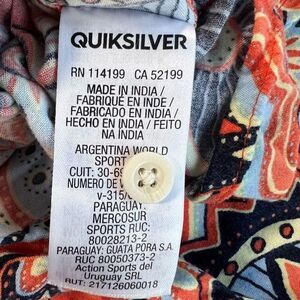 QUIKSILVER
RN 114199 CA 52199
MADE IN INDIA /
FABRIQUÉ EN INDE /
FABRICADO EN INDIA /
HECHO EN INDIA / FEITO
NA INDIA
ARGENTINA WORLD
SPORT
CUIT: 30-69
NUMERO DE
V-315/
PARAGUAY:
MERCOSUR
SPORTS RUC:
80028213-2
PARAGUAY: GUATA PORA S.A.
RUC 80050373-2
Action Sports del
Uruguay SRL
RUT: 217126060018